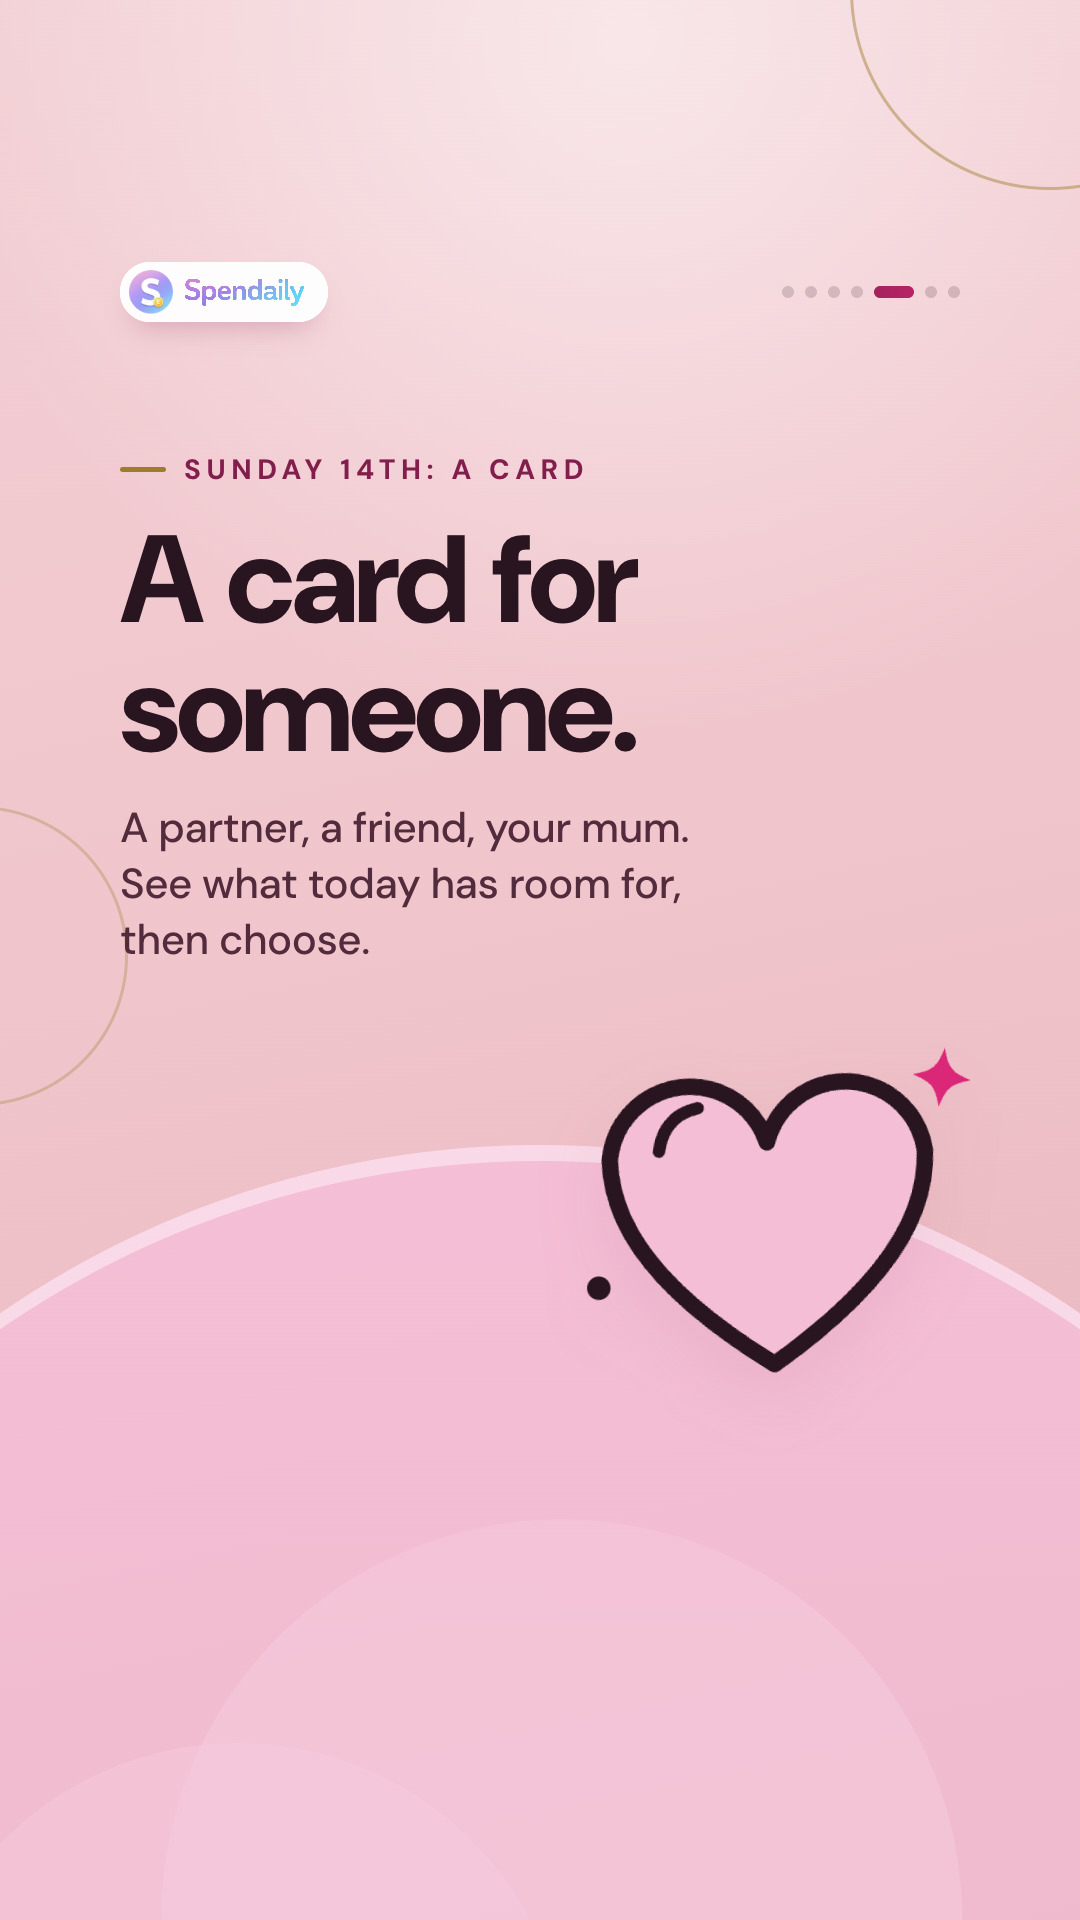 Spendaily
SUNDAY 14TH: A CARD
A card for
someone.
A partner, a friend, your mum.
See what today has room for,
then choose.